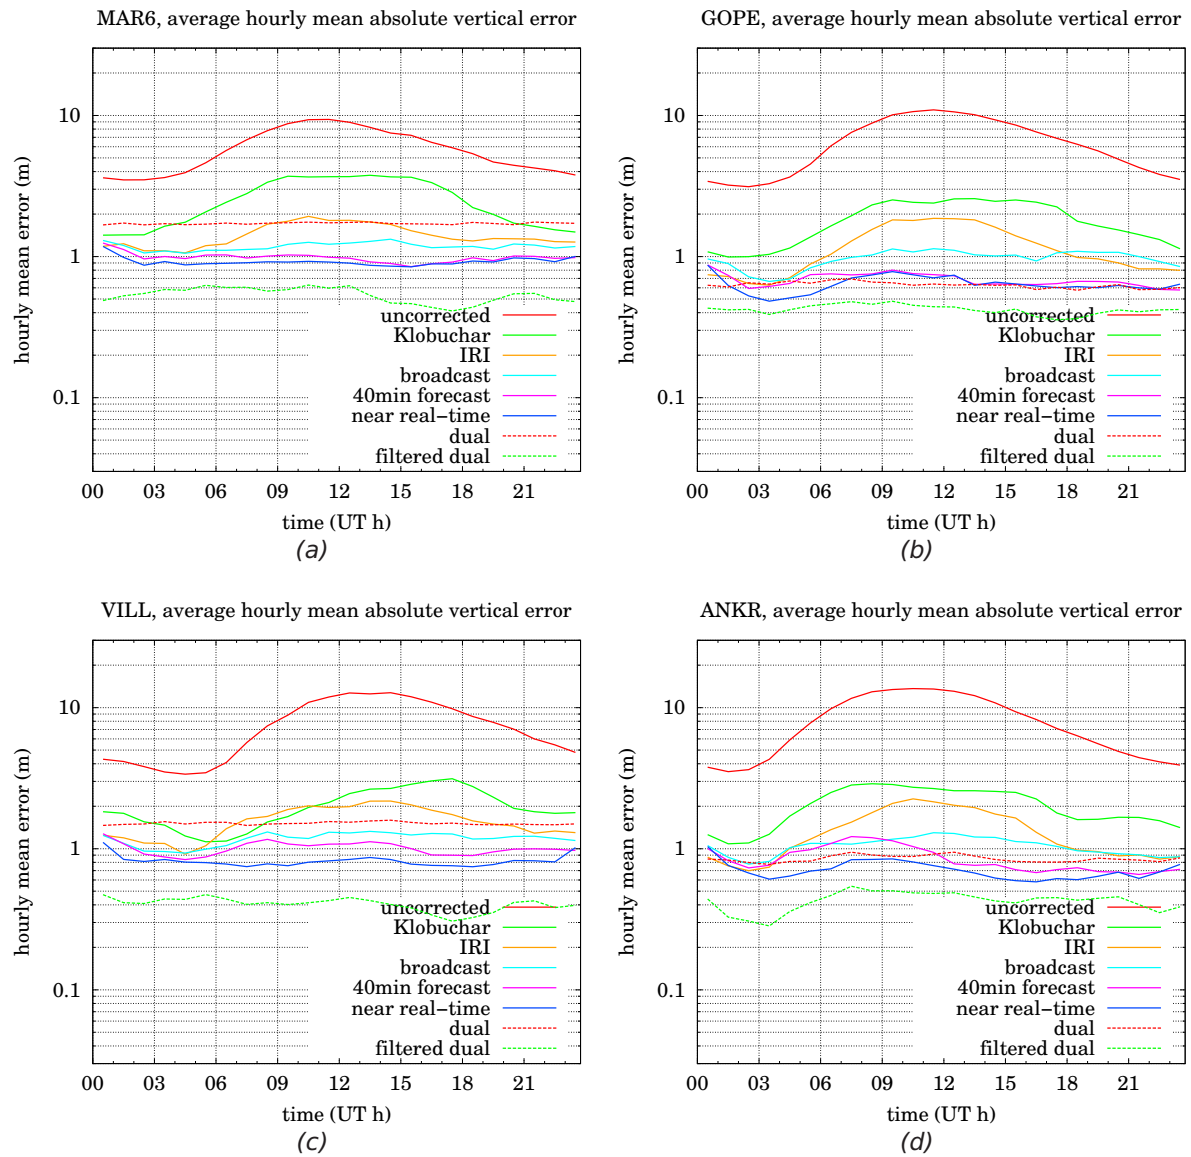 MAR6, average hourly mean absolute vertical error
hourly mean error (m)
10
1
0.1
uncorrected
Klobuchar
IRI
broadcast
40min forecast
near real-time
dual
filtered dual
00 03 06 09 12 15 18 21
time (UT h)
(a)
GOPE, average hourly mean absolute vertical error
hourly mean error (m)
10
1
0.1
uncorrected
Klobuchar
IRI
broadcast
40min forecast
near real-time
dual
filtered dual
00 03 06 09 12 15 18 21
time (UT h)
(b)
VILL, average hourly mean absolute vertical error
hourly mean error (m)
10
1
0.1
uncorrected
Klobuchar
IRI
broadcast
40min forecast
near real-time
dual
filtered dual
00 03 06 09 12 15 18 21
time (UT h)
(c)
ANKR, average hourly mean absolute vertical error
hourly mean error (m)
10
1
0.1
uncorrected
Klobuchar
IRI
broadcast
40min forecast
near real-time
dual
filtered dual
00 03 06 09 12 15 18 21
time (UT h)
(d)